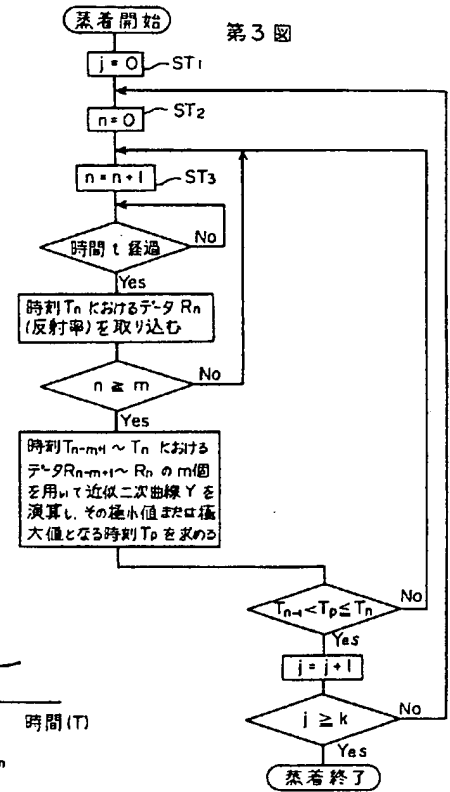 第3図
蒸着開始
j = 0
ST1
n = 0
ST2
n = n + 1
ST3
時間 t 経過
No
Yes
時刻 Tn におけるデータ Rn
(反射率)を取り込む
n ≧ m
No
Yes
時刻 Tn-m+1 〜 Tn における
データRn-m+1〜 Rn の m個
を用いて近似二次曲線 Y を
演算し、その極小値または極
大値となる時刻 Tp を求める
Tn-1 < Tp ≦ Tn
No
Yes
j = j + 1
j ≧ k
No
Yes
蒸着終了
時間(T)
n